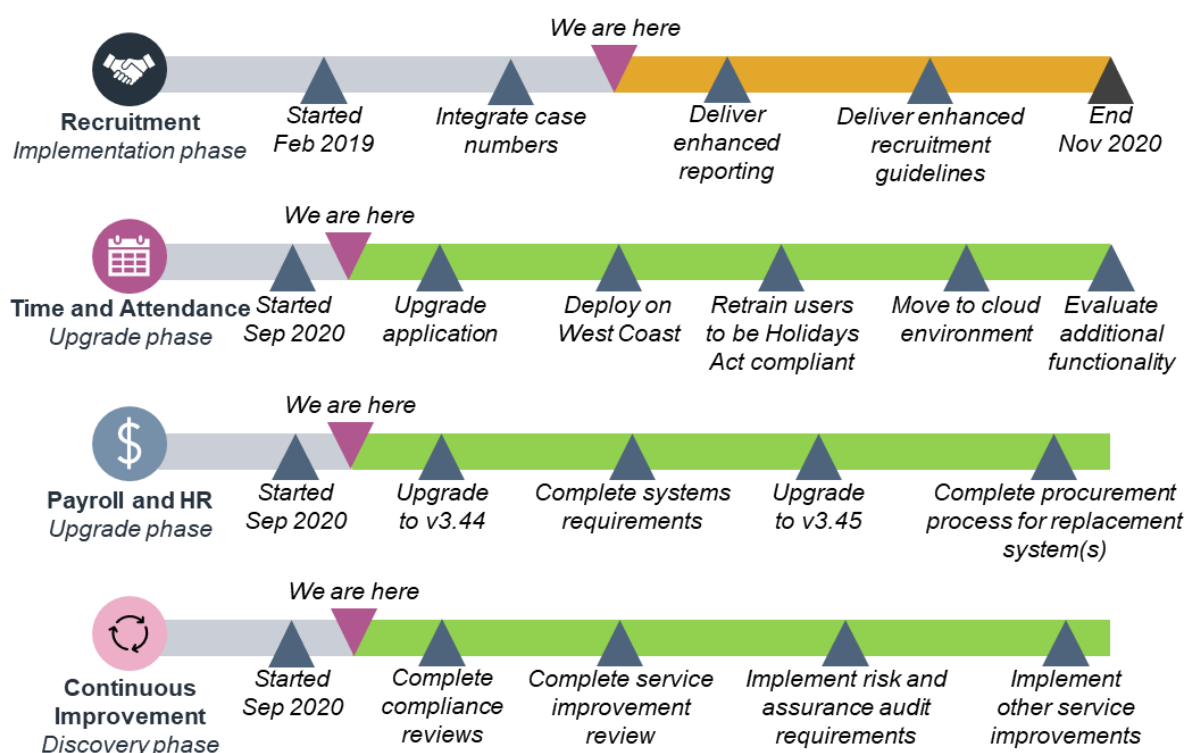 We are here
Recruitment
Implementation phase
Started
Feb 2019
Integrate case
numbers
Deliver
enhanced
reporting
Deliver enhanced
recruitment
guidelines
End
Nov 2020
We are here
Time and Attendance
Upgrade phase
Started
Sep 2020
Upgrade
application
Deploy on
West Coast
Retrain users
to be Holidays
Act compliant
Move to cloud
environment
Evaluate
additional
functionality
We are here
$
Payroll and HR
Upgrade phase
Started
Sep 2020
Upgrade
to v3.44
Complete systems
requirements
Upgrade
to v3.45
Complete procurement
process for replacement
system(s)
We are here
Continuous
Improvement
Discovery phase
Started
Sep 2020
Complete
compliance
reviews
Complete service
improvement
review
Implement risk and
assurance audit
requirements
Implement
other service
improvements